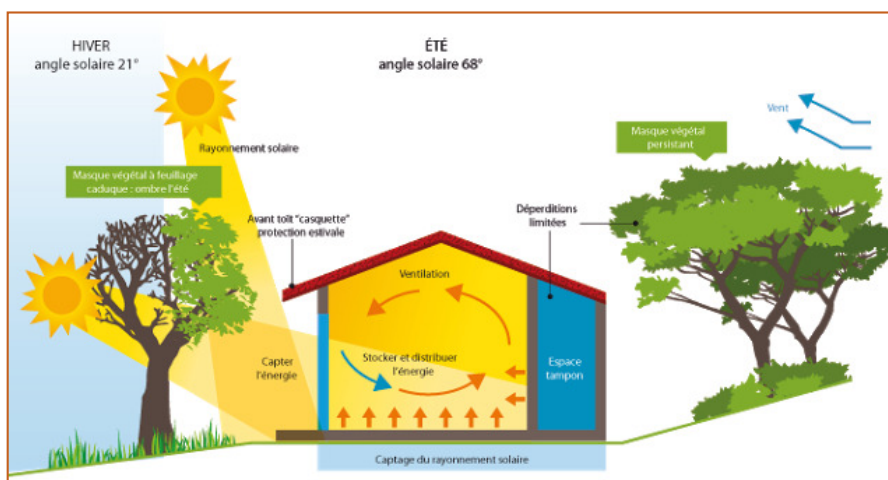 HIVER
angle solaire 21°
ÉTÉ
angle solaire 68°
Vent
Masque végétal
persistant
Rayonnement solaire
Masque végétal à feuillage
caduque : ombre l'été
Avant toit "casquette"
protection estivale
Déperditions
limitées
Ventilation
Capter
l'énergie
Stocker et distribuer
l'énergie
Espace
tampon
Captage du rayonnement solaire